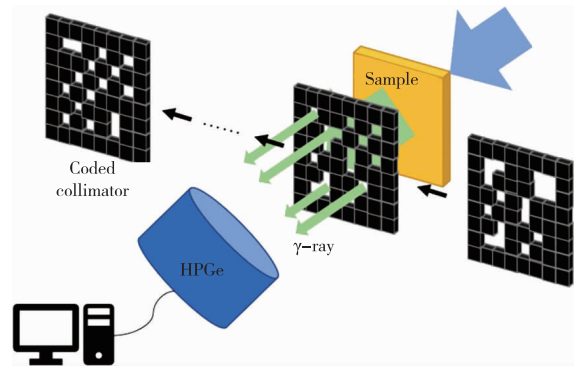 Sample
Coded
collimator
γ-ray
HPGe